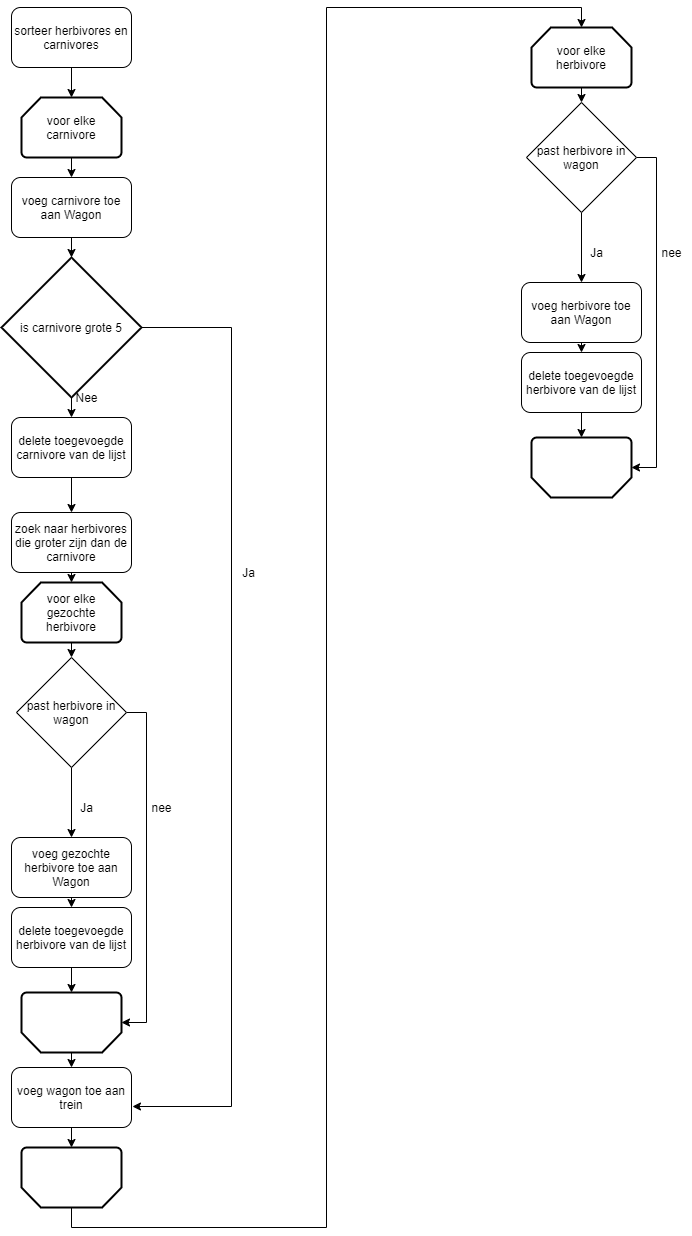 sorteer herbivores en
carnivores
voor elke
carnivore
voeg carnivore toe
aan Wagon
is carnivore grote 5
Nee
delete toegevoegde
carnivore van de lijst
zoek naar herbivores
die groter zijn dan de
carnivore
Ja
voor elke
gezochte
herbivore
past herbivore in
wagon
Ja
nee
voeg gezochte
herbivore toe aan
Wagon
delete toegevoegde
herbivore van de lijst
voeg wagon toe aan
trein
voor elke
herbivore
past herbivore in
wagon
Ja
nee
voeg herbivore toe
aan Wagon
delete toegevoegde
herbivore van de lijst